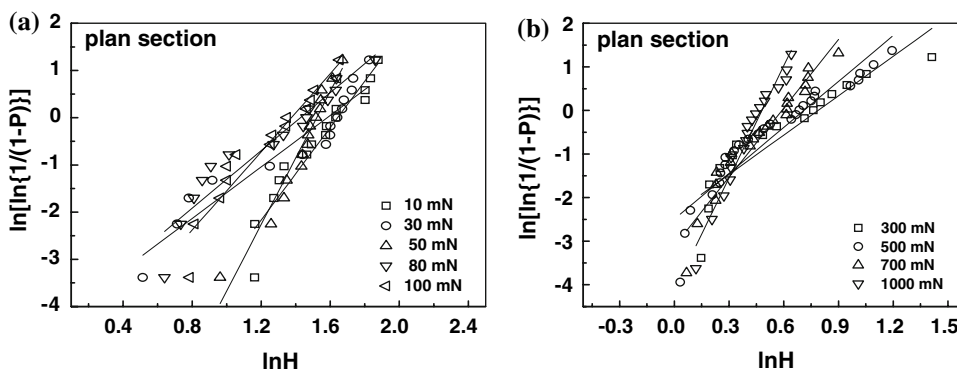 (a)
plan section
ln[ln{1/(1-P)}]
2
1
0
-1
-2
-3
-4
10 mN
30 mN
50 mN
80 mN
100 mN
0.4 0.8 1.2 1.6 2.0 2.4
lnH
(b)
plan section
ln[ln{1/(1-P)}]
2
1
0
-1
-2
-3
-4
300 mN
500 mN
700 mN
1000 mN
-0.3 0.0 0.3 0.6 0.9 1.2 1.5
lnH